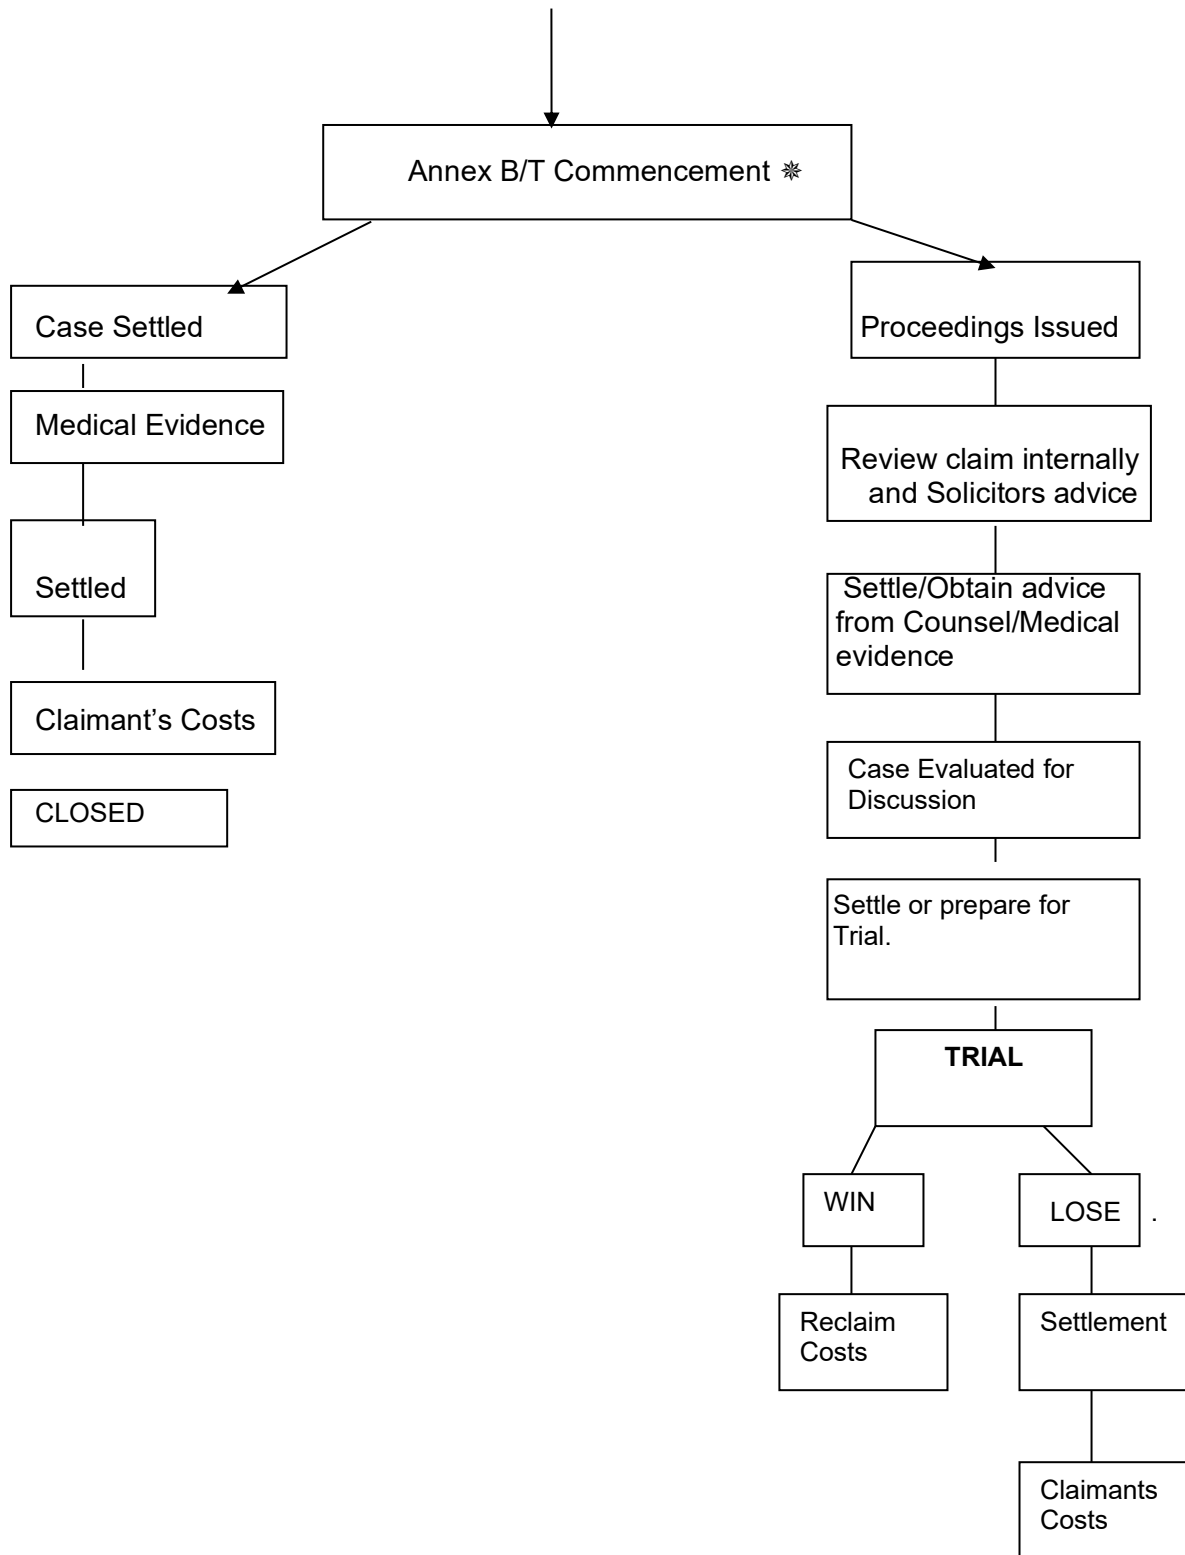 Annex B/T Commencement ✵
Case Settled
Medical Evidence
Settled
Claimant’s Costs
CLOSED
Proceedings Issued
Review claim internally
and Solicitors advice
Settle/Obtain advice
from Counsel/Medical
evidence
Case Evaluated for
Discussion
Settle or prepare for
Trial.
TRIAL
WIN
LOSE .
Reclaim
Costs
Settlement
Claimants
Costs